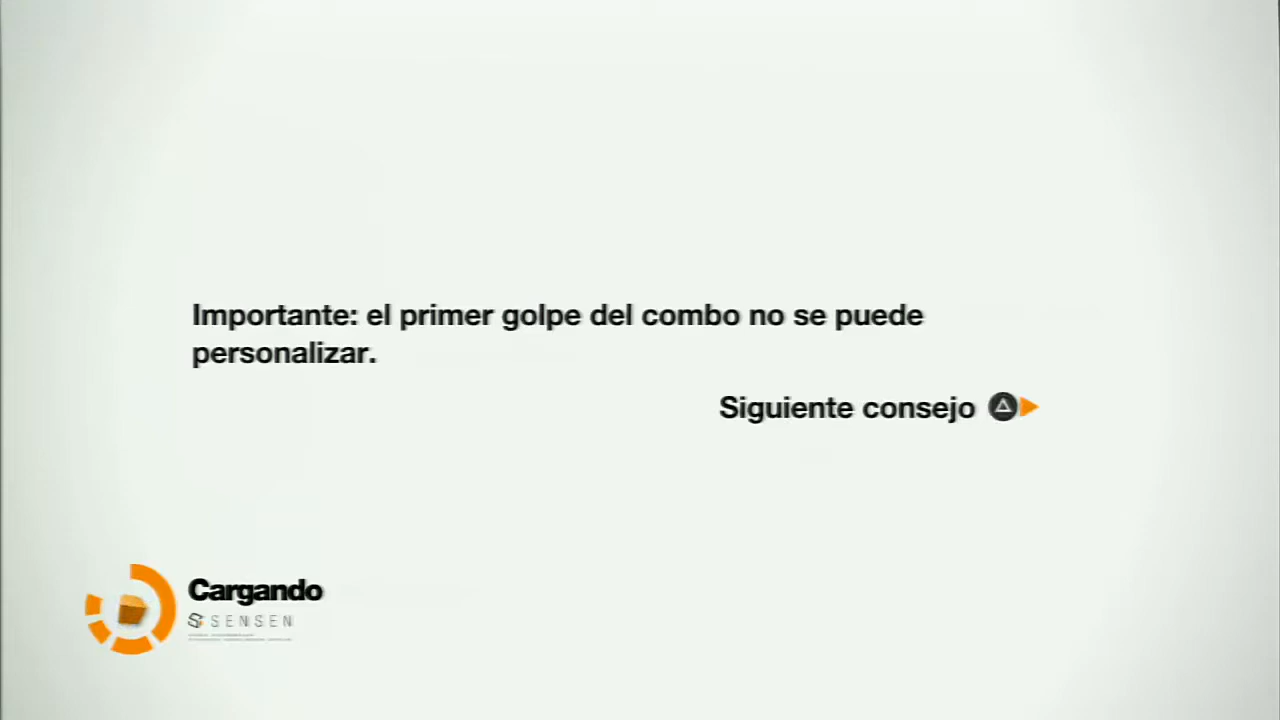 Importante: el primer golpe del combo no se puede
personalizar.
Siguiente consejo
Cargando
SENSEN